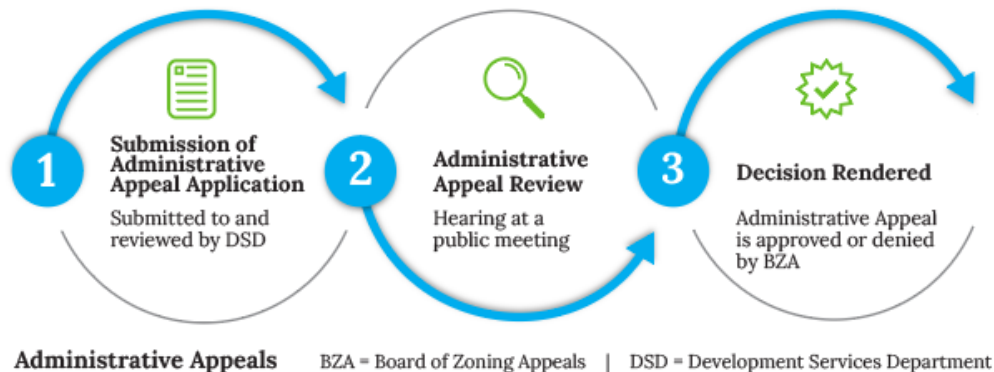 1
Submission of
Administrative
Appeal Application
Submitted to and
reviewed by DSD
2
Administrative
Appeal Review
Hearing at a
public meeting
3
Decision Rendered
Administrative Appeal
is approved or denied
by BZA
Administrative Appeals BZA = Board of Zoning Appeals | DSD = Development Services Department